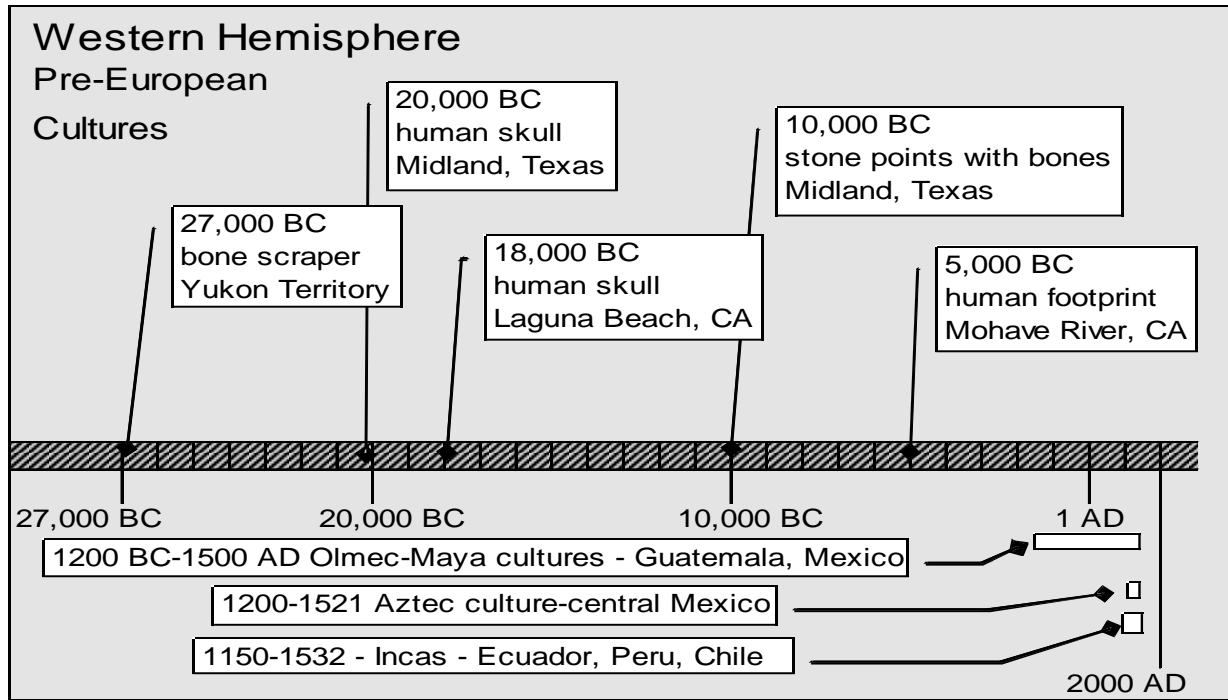 Western Hemisphere
Pre-European
Cultures
20,000 BC
human skull
Midland, Texas
10,000 BC
stone points with bones
Midland, Texas
27,000 BC
bone scraper
Yukon Territory
18,000 BC
human skull
Laguna Beach, CA
5,000 BC
human footprint
Mohave River, CA
27,000 BC
20,000 BC
10,000 BC
1 AD
1200 BC-1500 AD Olmec-Maya cultures - Guatemala, Mexico
1200-1521 Aztec culture-central Mexico
1150-1532 - Incas - Ecuador, Peru, Chile
2000 AD